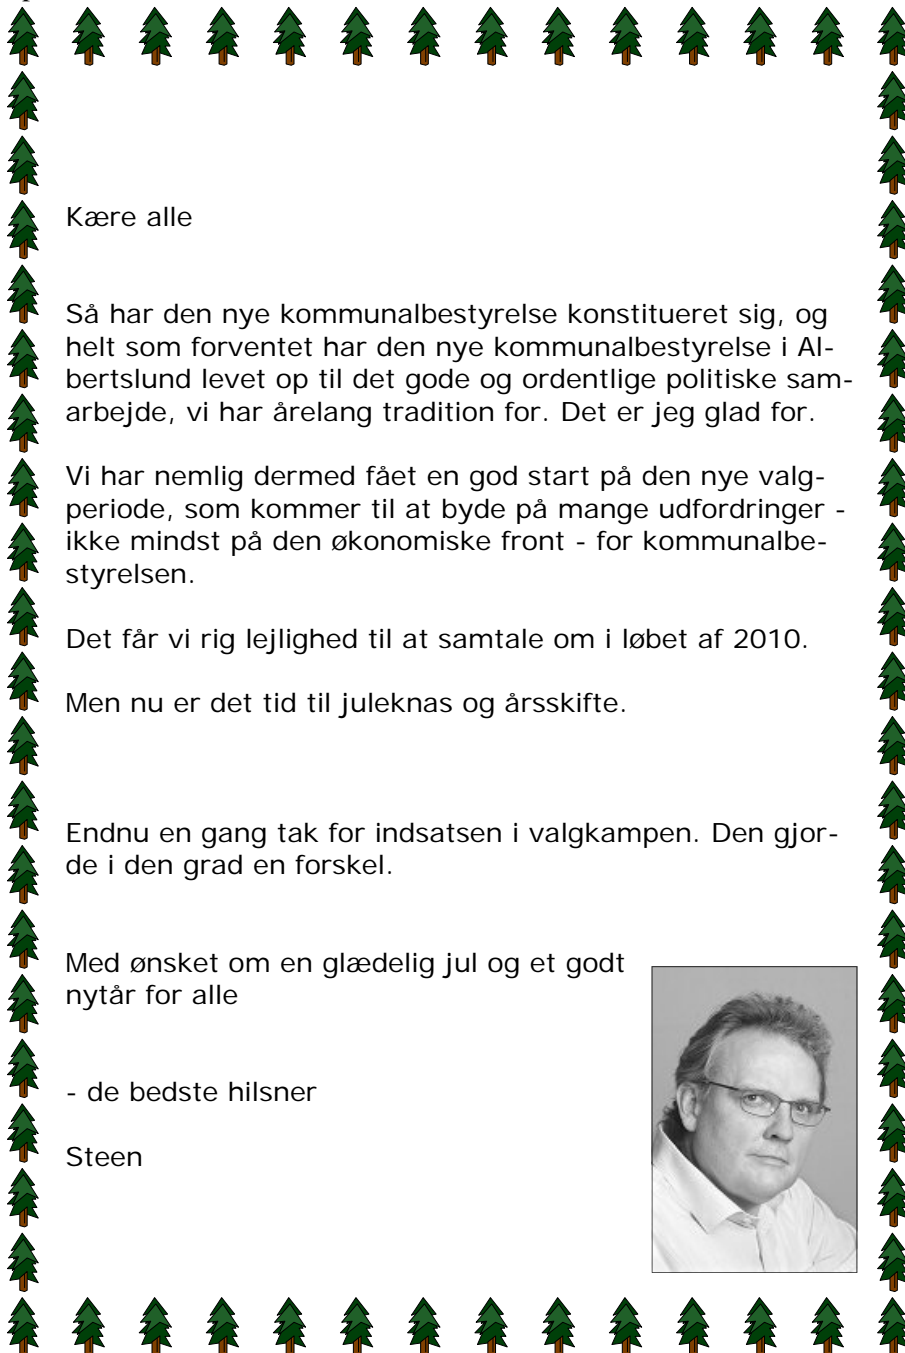 Kære alle
Så har den nye kommunalbestyrelse konstitueret sig, og
helt som forventet har den nye kommunalbestyrelse i Al-
bertslund levet op til det gode og ordentlige politiske sam-
arbejde, vi har årelang tradition for. Det er jeg glad for.
Vi har nemlig dermed fået en god start på den nye valg-
periode, som kommer til at byde på mange udfordringer -
ikke mindst på den økonomiske front - for kommunalbe-
styrelsen.
Det får vi rig lejlighed til at samtale om i løbet af 2010.
Men nu er det tid til juleknas og årsskifte.
Endnu en gang tak for indsatsen i valgkampen. Den gjor-
de i den grad en forskel.
Med ønsket om en glædelig jul og et godt
nytår for alle
- de bedste hilsner
Steen